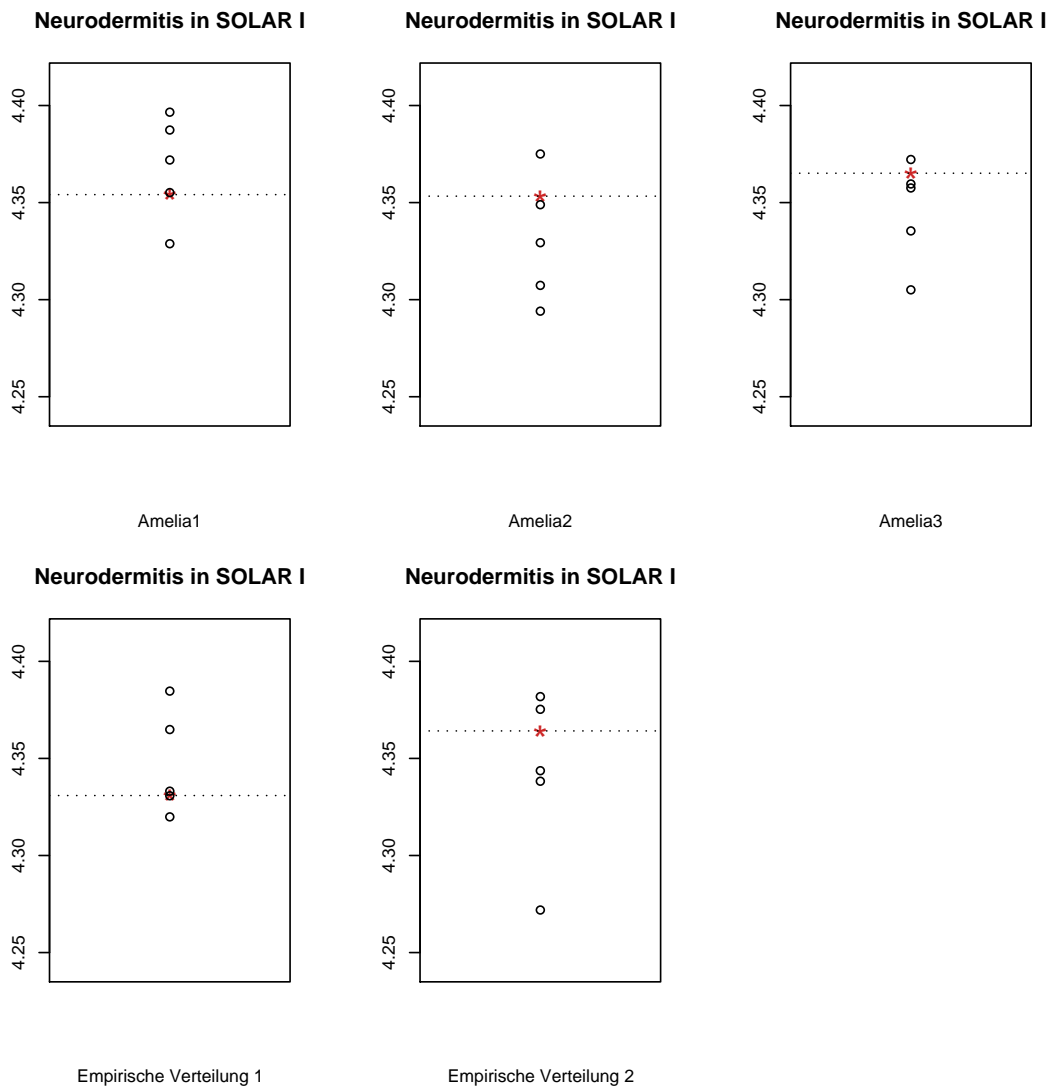 Neurodermitis in SOLAR I
4.25 4.30 4.35 4.40
Amelia1
Neurodermitis in SOLAR I
4.25 4.30 4.35 4.40
Amelia2
Neurodermitis in SOLAR I
4.25 4.30 4.35 4.40
Amelia3
Neurodermitis in SOLAR I
4.25 4.30 4.35 4.40
Empirische Verteilung 1
Neurodermitis in SOLAR I
4.25 4.30 4.35 4.40
Empirische Verteilung 2